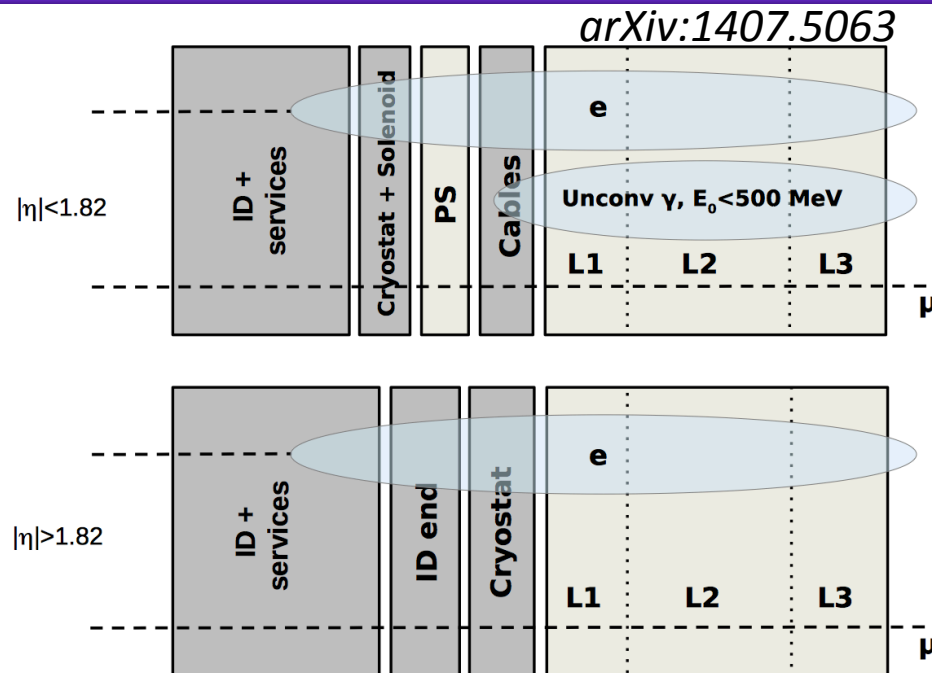 arXiv:1407.5063
|η|<1.82
ID +
services
Cryostat + Solenoid
PS
Cables
e
Unconv γ, E₀<500 MeV
L1
L2
L3
μ
|η|>1.82
ID +
services
ID end
Cryostat
e
L1
L2
L3
μ